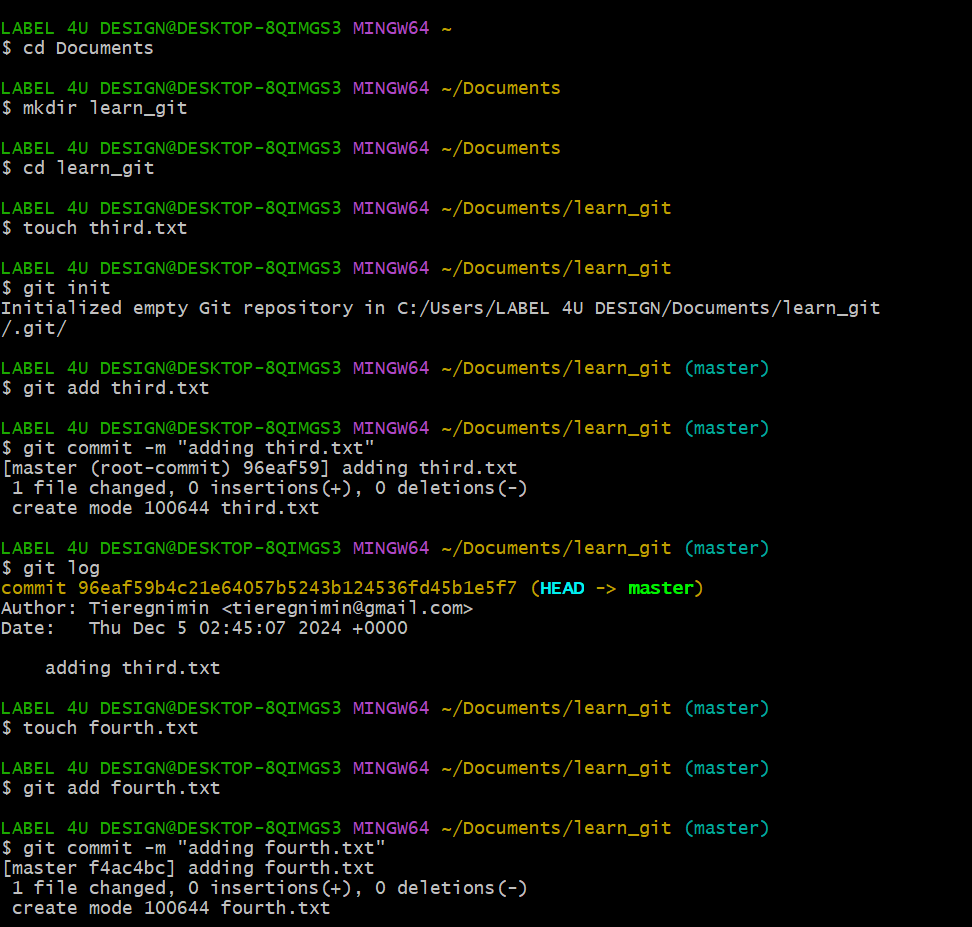 LABEL 4U DESIGN@DESKTOP-8QIMGS3 MINGW64 ~
$ cd Documents
LABEL 4U DESIGN@DESKTOP-8QIMGS3 MINGW64 ~/Documents
$ mkdir learn_git
LABEL 4U DESIGN@DESKTOP-8QIMGS3 MINGW64 ~/Documents
$ cd learn_git
LABEL 4U DESIGN@DESKTOP-8QIMGS3 MINGW64 ~/Documents/learn_git
$ touch third.txt
LABEL 4U DESIGN@DESKTOP-8QIMGS3 MINGW64 ~/Documents/learn_git
$ git init
Initialized empty Git repository in C:/Users/LABEL 4U DESIGN/Documents/learn_git
/.git/
LABEL 4U DESIGN@DESKTOP-8QIMGS3 MINGW64 ~/Documents/learn_git (master)
$ git add third.txt
LABEL 4U DESIGN@DESKTOP-8QIMGS3 MINGW64 ~/Documents/learn_git (master)
$ git commit -m "adding third.txt"
[master (root-commit) 96eaf59] adding third.txt
 1 file changed, 0 insertions(+), 0 deletions(-)
 create mode 100644 third.txt
LABEL 4U DESIGN@DESKTOP-8QIMGS3 MINGW64 ~/Documents/learn_git (master)
$ git log
commit 96eaf59b4c21e64057b5243b124536fd45b1e5f7 (HEAD -> master)
Author: Tieregnimin <tieregnimin@gmail.com>
Date:   Thu Dec 5 02:45:07 2024 +0000
    adding third.txt
LABEL 4U DESIGN@DESKTOP-8QIMGS3 MINGW64 ~/Documents/learn_git (master)
$ touch fourth.txt
LABEL 4U DESIGN@DESKTOP-8QIMGS3 MINGW64 ~/Documents/learn_git (master)
$ git add fourth.txt
LABEL 4U DESIGN@DESKTOP-8QIMGS3 MINGW64 ~/Documents/learn_git (master)
$ git commit -m "adding fourth.txt"
[master f4ac4bc] adding fourth.txt
 1 file changed, 0 insertions(+), 0 deletions(-)
 create mode 100644 fourth.txt